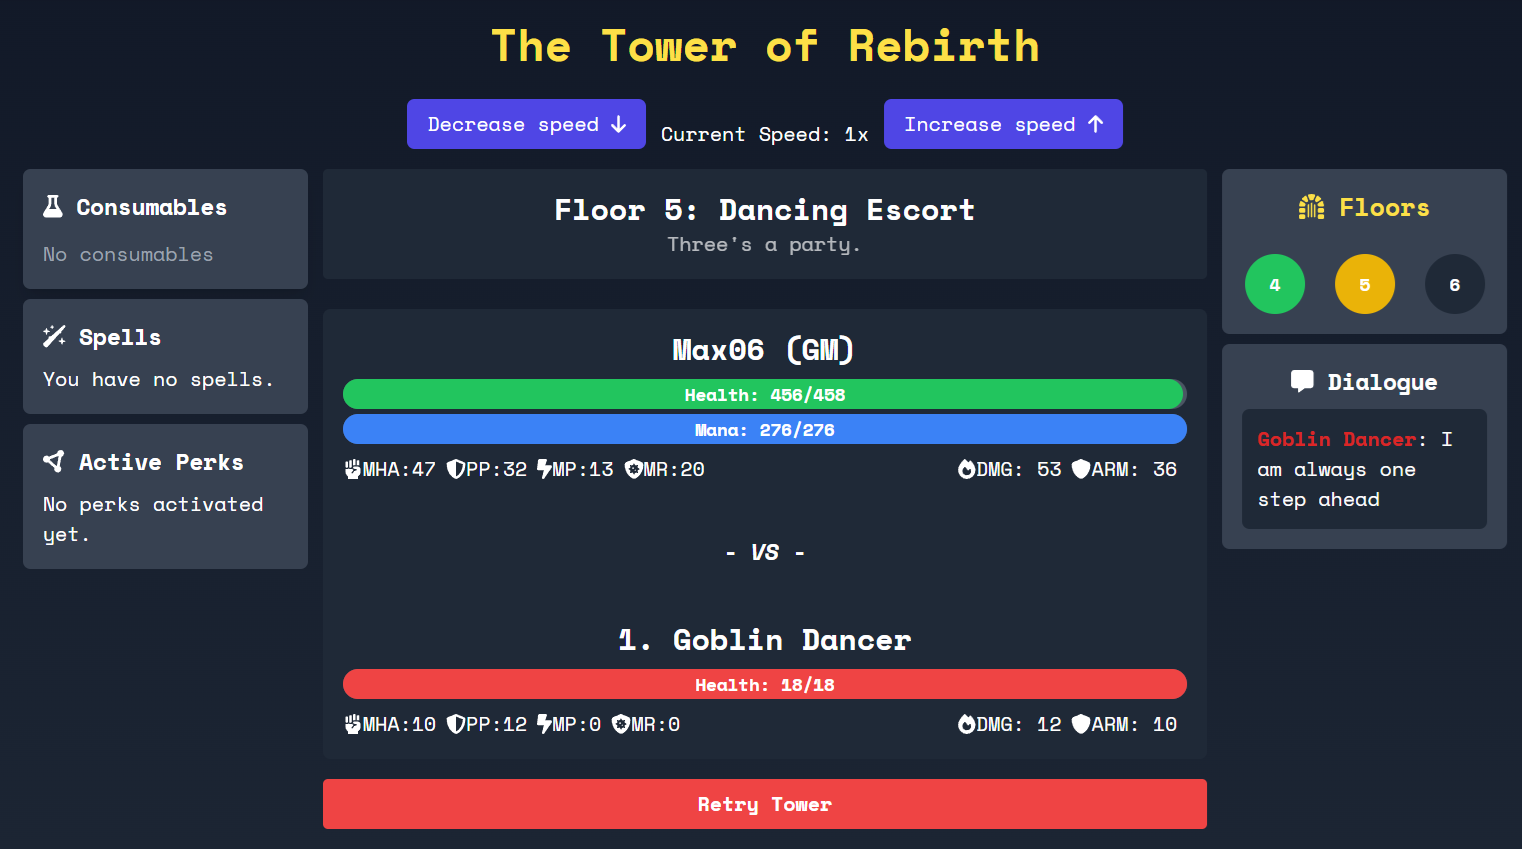 The Tower of Rebirth
Decrease speed ↓
Current Speed: 1x
Increase speed ↑
Consumables
No consumables
Spells
You have no spells.
Active Perks
No perks activated
yet.
Floor 5: Dancing Escort
Three's a party.
Max06 (GM)
Health: 456/458
Mana: 276/276
MHA:47 PP:32 MP:13 MR:20
DMG: 53 ARM: 36
- VS -
1. Goblin Dancer
Health: 18/18
MHA:10 PP:12 MP:0 MR:0
DMG: 12 ARM: 10
Retry Tower
Floors
4 5 6
Dialogue
Goblin Dancer: I
am always one
step ahead